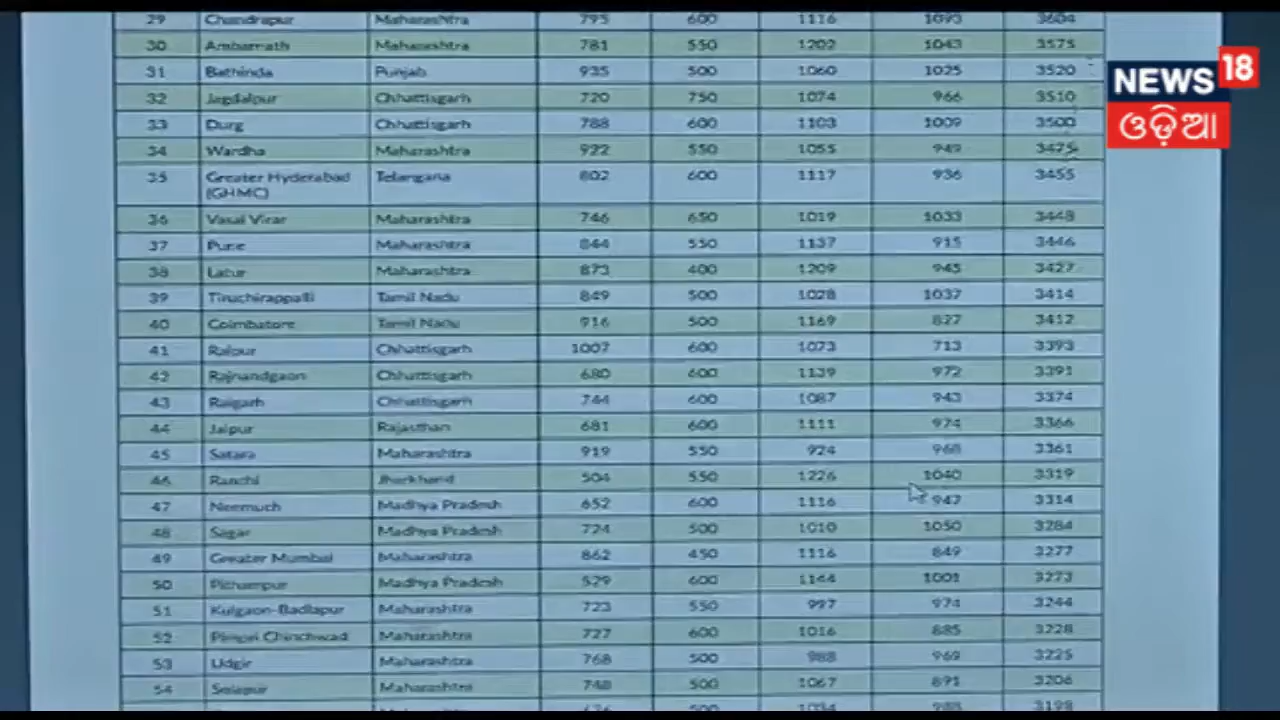 29 Chandrapur Maharashtra 795 600 1116 1093 3604
30 Ambarnath Maharashtra 781 550 1202 1043 3575
31 Bathinda Punjab 935 500 1060 1025 3520
32 Jagdalpur Chhattisgarh 720 750 1074 966 3510
33 Durg Chhattisgarh 788 600 1103 1009 3500
34 Wardha Maharashtra 922 550 1055 949 3475
35 Greater Hyderabad (GHMC) Telangana 802 600 1117 936 3455
36 Vasai Virar Maharashtra 746 650 1019 1033 3448
37 Pune Maharashtra 844 550 1137 915 3446
38 Latur Maharashtra 873 400 1209 945 3427
39 Tiruchirappalli Tamil Nadu 849 500 1028 1037 3414
40 Coimbatore Tamil Nadu 916 500 1169 827 3412
41 Raipur Chhattisgarh 1007 600 1073 713 3393
42 Rajnandgaon Chhattisgarh 680 600 1139 972 3391
43 Raigarh Chhattisgarh 744 600 1087 943 3374
44 Jaipur Rajasthan 681 600 1111 974 3366
45 Satara Maharashtra 919 550 924 968 3361
46 Ranchi Jharkhand 504 550 1226 1040 3319
47 Neemuch Madhya Pradesh 652 600 1116 947 3314
48 Sagar Madhya Pradesh 724 500 1010 1050 3284
49 Greater Mumbai Maharashtra 862 450 1116 849 3277
50 Pithampur Madhya Pradesh 529 600 1144 1001 3273
51 Kulgaon-Badlapur Maharashtra 723 550 997 974 3244
52 Pimpri Chinchwad Maharashtra 727 600 1016 885 3228
53 Udgir Maharashtra 768 500 988 969 3225
54 Solapur Maharashtra 748 500 1067 891 3206
500 1034 988 3198
NEWS 18
ଓଡ଼ିଆ